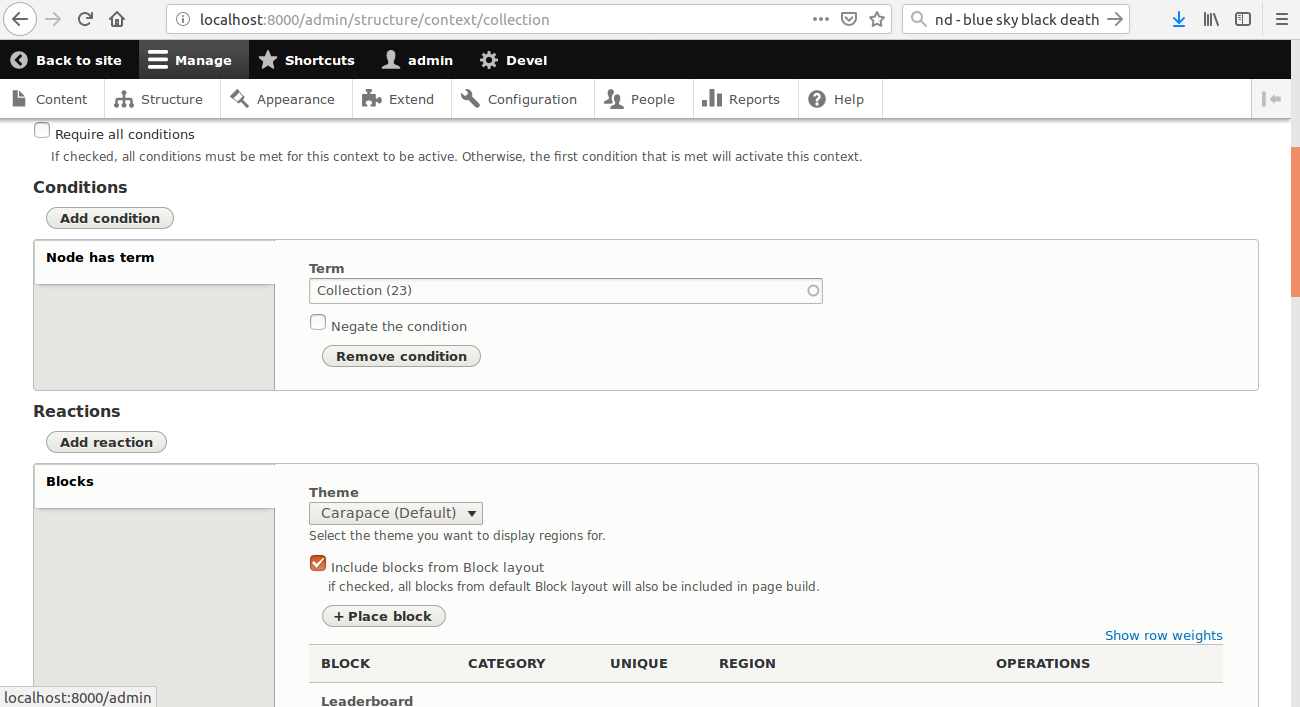 localhost:8000/admin/structure/context/collection
nd - blue sky black death
Back to site Manage Shortcuts admin Devel
Content Structure Appearance Extend Configuration People Reports Help
Require all conditions
If checked, all conditions must be met for this context to be active. Otherwise, the first condition that is met will activate this context.
Conditions
Add condition
Node has term
Term
Collection (23)
Negate the condition
Remove condition
Reactions
Add reaction
Blocks
Theme
Carapace (Default)
Select the theme you want to display regions for.
Include blocks from Block layout
if checked, all blocks from default Block layout will also be included in page build.
+ Place block
Show row weights
BLOCK CATEGORY UNIQUE REGION OPERATIONS
Leaderboard
localhost:8000/admin